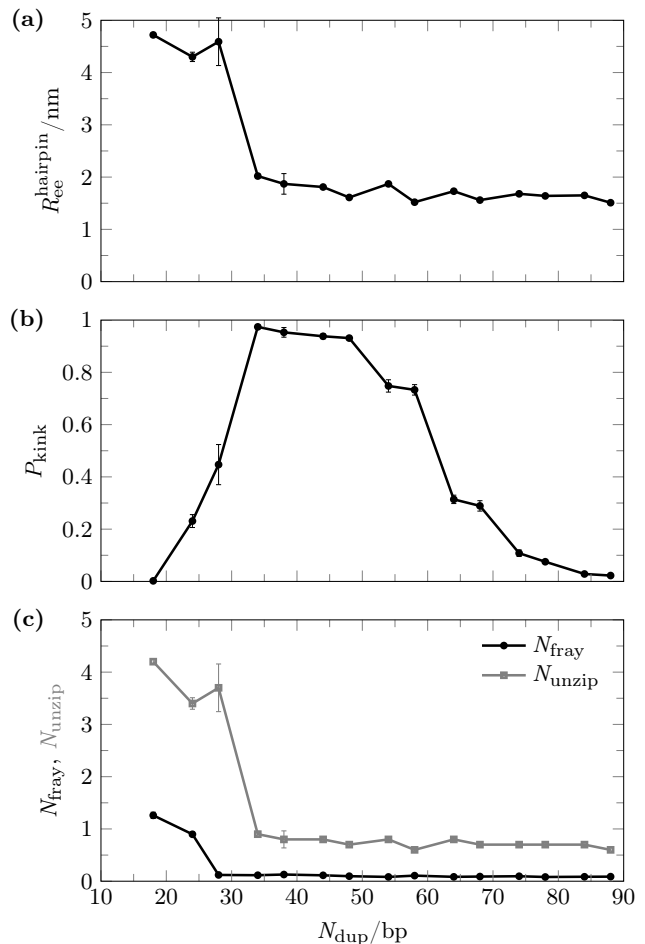 (a)
5
4
3
2
1
0
R_ee^hairpin/nm
(b)
1
0.8
0.6
0.4
0.2
0
P_kink
(c)
5
4
3
2
1
0
N_fray, N_unzip
N_fray
N_unzip
10 20 30 40 50 60 70 80 90
N_dup/bp